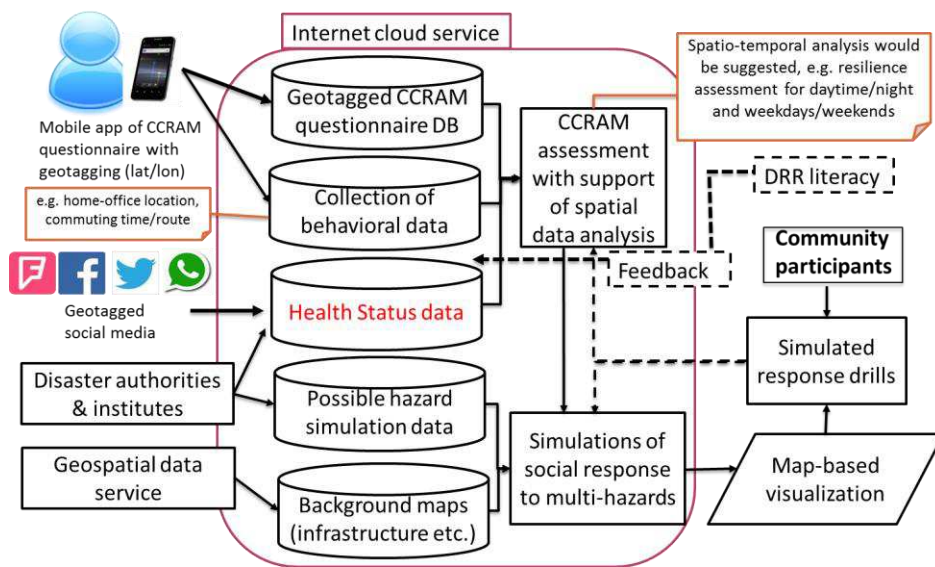 Internet cloud service
Mobile app of CCRAM
questionnaire with
geotagging (lat/lon)
e.g. home-office location,
commuting time/route
Geotagged
social media
Disaster authorities
& institutes
Geospatial data
service
Geotagged CCRAM
questionnaire DB
Collection of
behavioral data
Health Status data
Possible hazard
simulation data
Background maps
(infrastructure etc.)
CCRAM
assessment
with support
of spatial
data analysis
Spatio-temporal analysis would
be suggested, e.g. resilience
assessment for daytime/night
and weekdays/weekends
DRR literacy
Feedback
Community
participants
Simulated
response drills
Simulations of
social response
to multi-hazards
Map-based
visualization